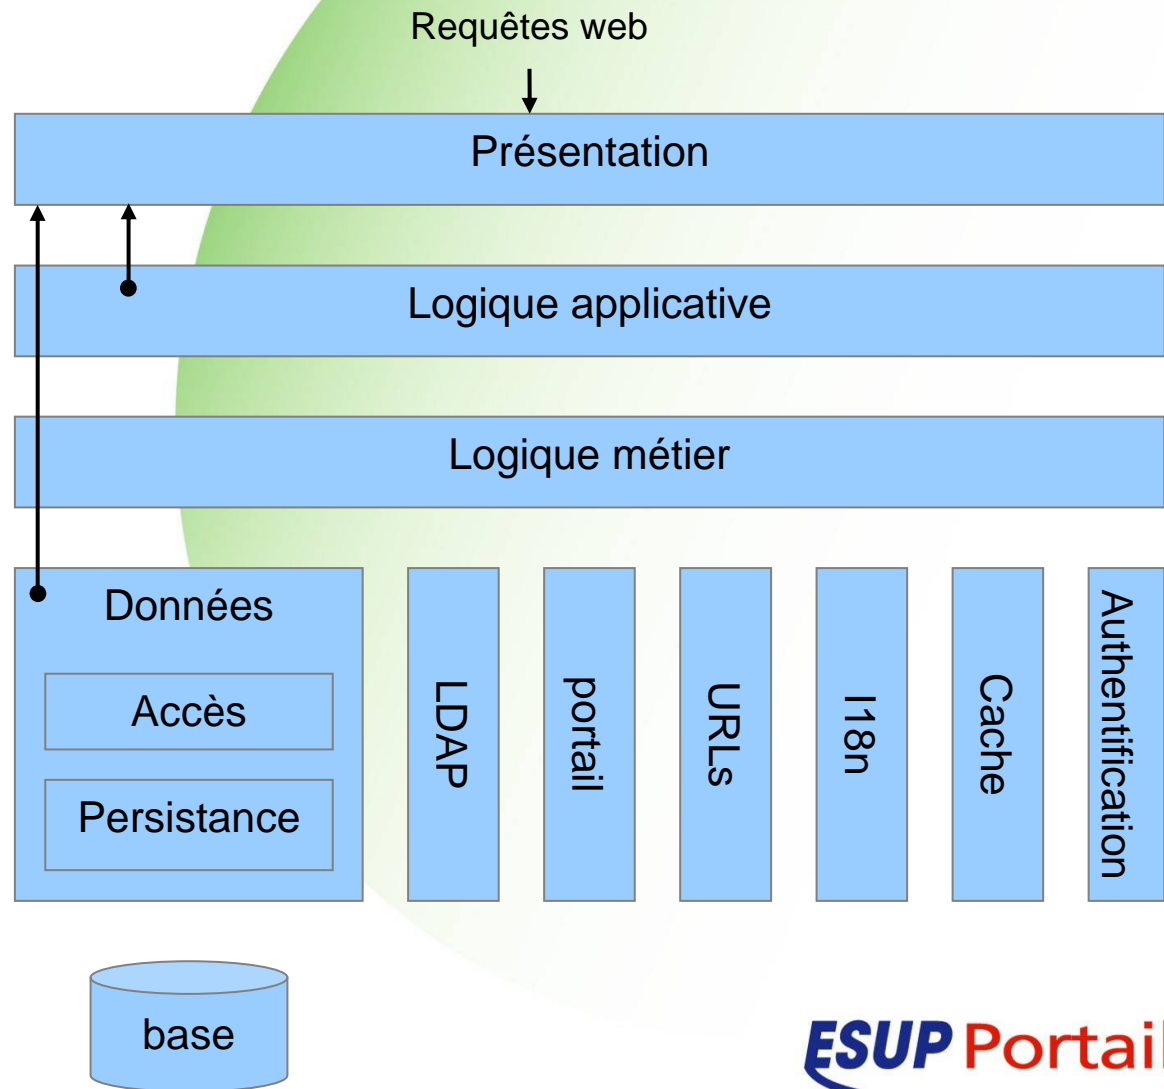 Requêtes web
Présentation
Logique applicative
Logique métier
Données
Accès
Persistance
LDAP
portail
URLs
I18n
Cache
Authentification
base
ESUP Portail